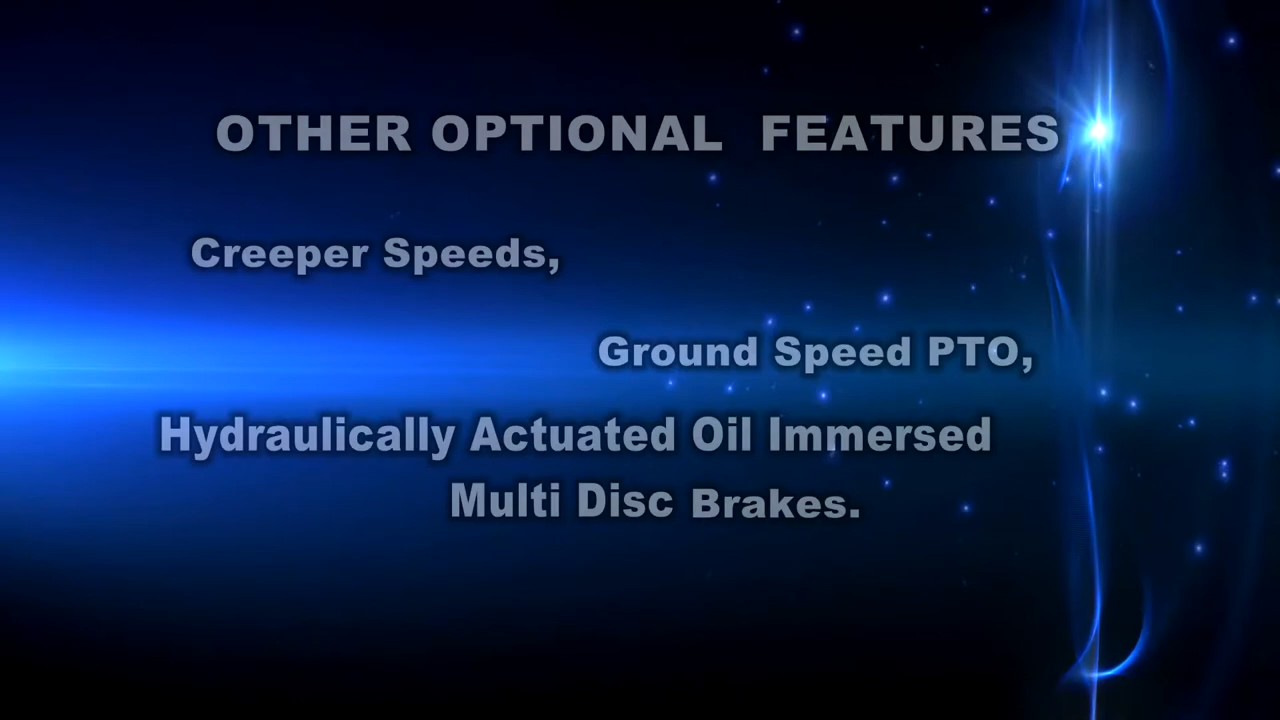 OTHER OPTIONAL FEATURES
Creeper Speeds,
Ground Speed PTO,
Hydraulically Actuated Oil Immersed
Multi Disc Brakes.